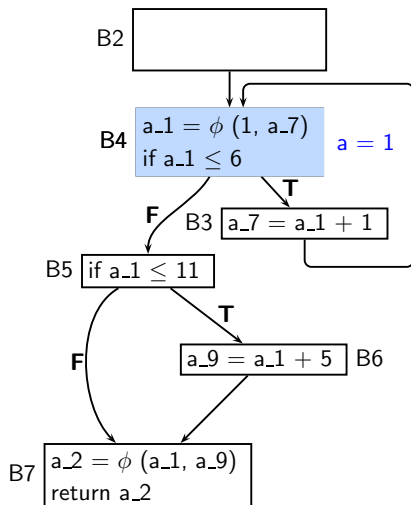 B2
B4
a_1 = ϕ (1, a_7)
if a_1 ≤ 6
a = 1
F
T
B3
a_7 = a_1 + 1
B5
if a_1 ≤ 11
F
T
a_9 = a_1 + 5
B6
B7
a_2 = ϕ (a_1, a_9)
return a_2